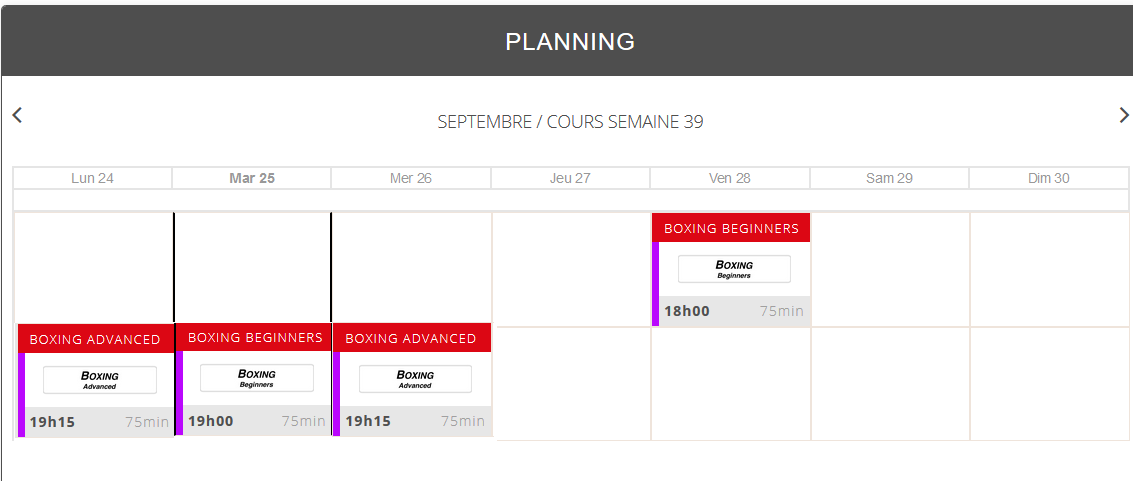 PLANNING
SEPTEMBRE / COURS SEMAINE 39
Lun 24 Mar 25 Mer 26 Jeu 27 Ven 28 Sam 29 Dim 30
BOXING BEGINNERS
BOXING
Beginners
18h00 75min
BOXING ADVANCED BOXING BEGINNERS BOXING ADVANCED
BOXING BOXING BOXING
Advanced Beginners Advanced
19h15 75min 19h00 75min 19h15 75min